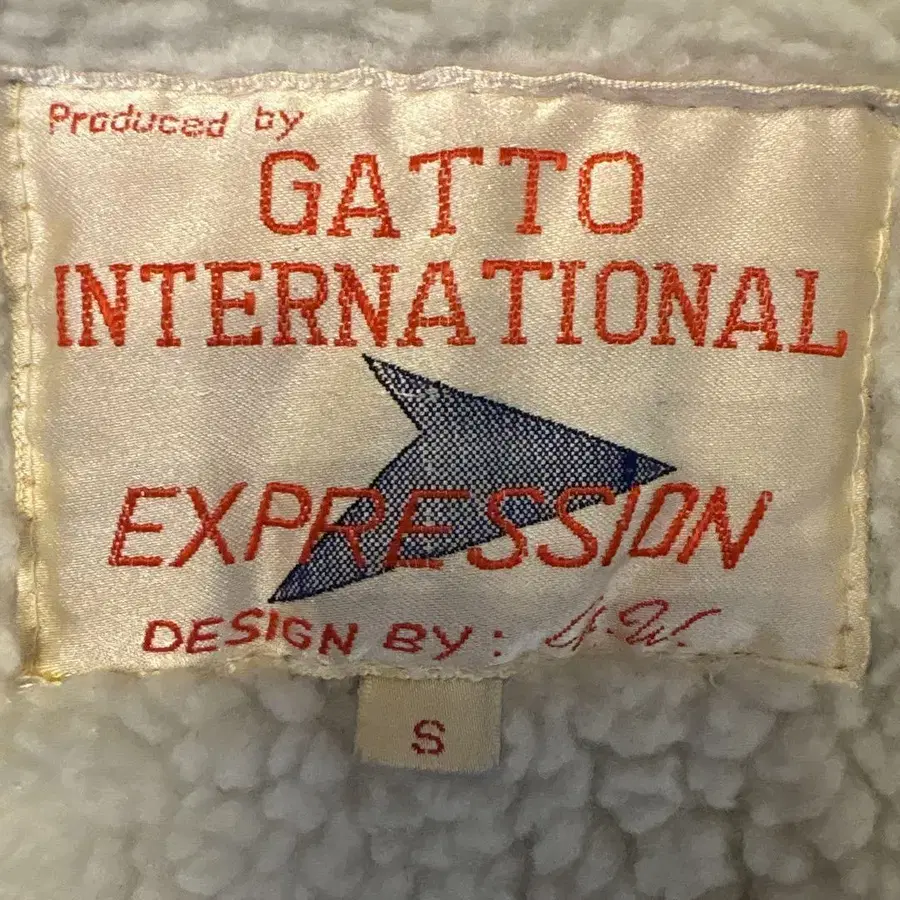 Produced by
GATTO
INTERNATIONAL
EXPRESSION
DESIGN BY:
S